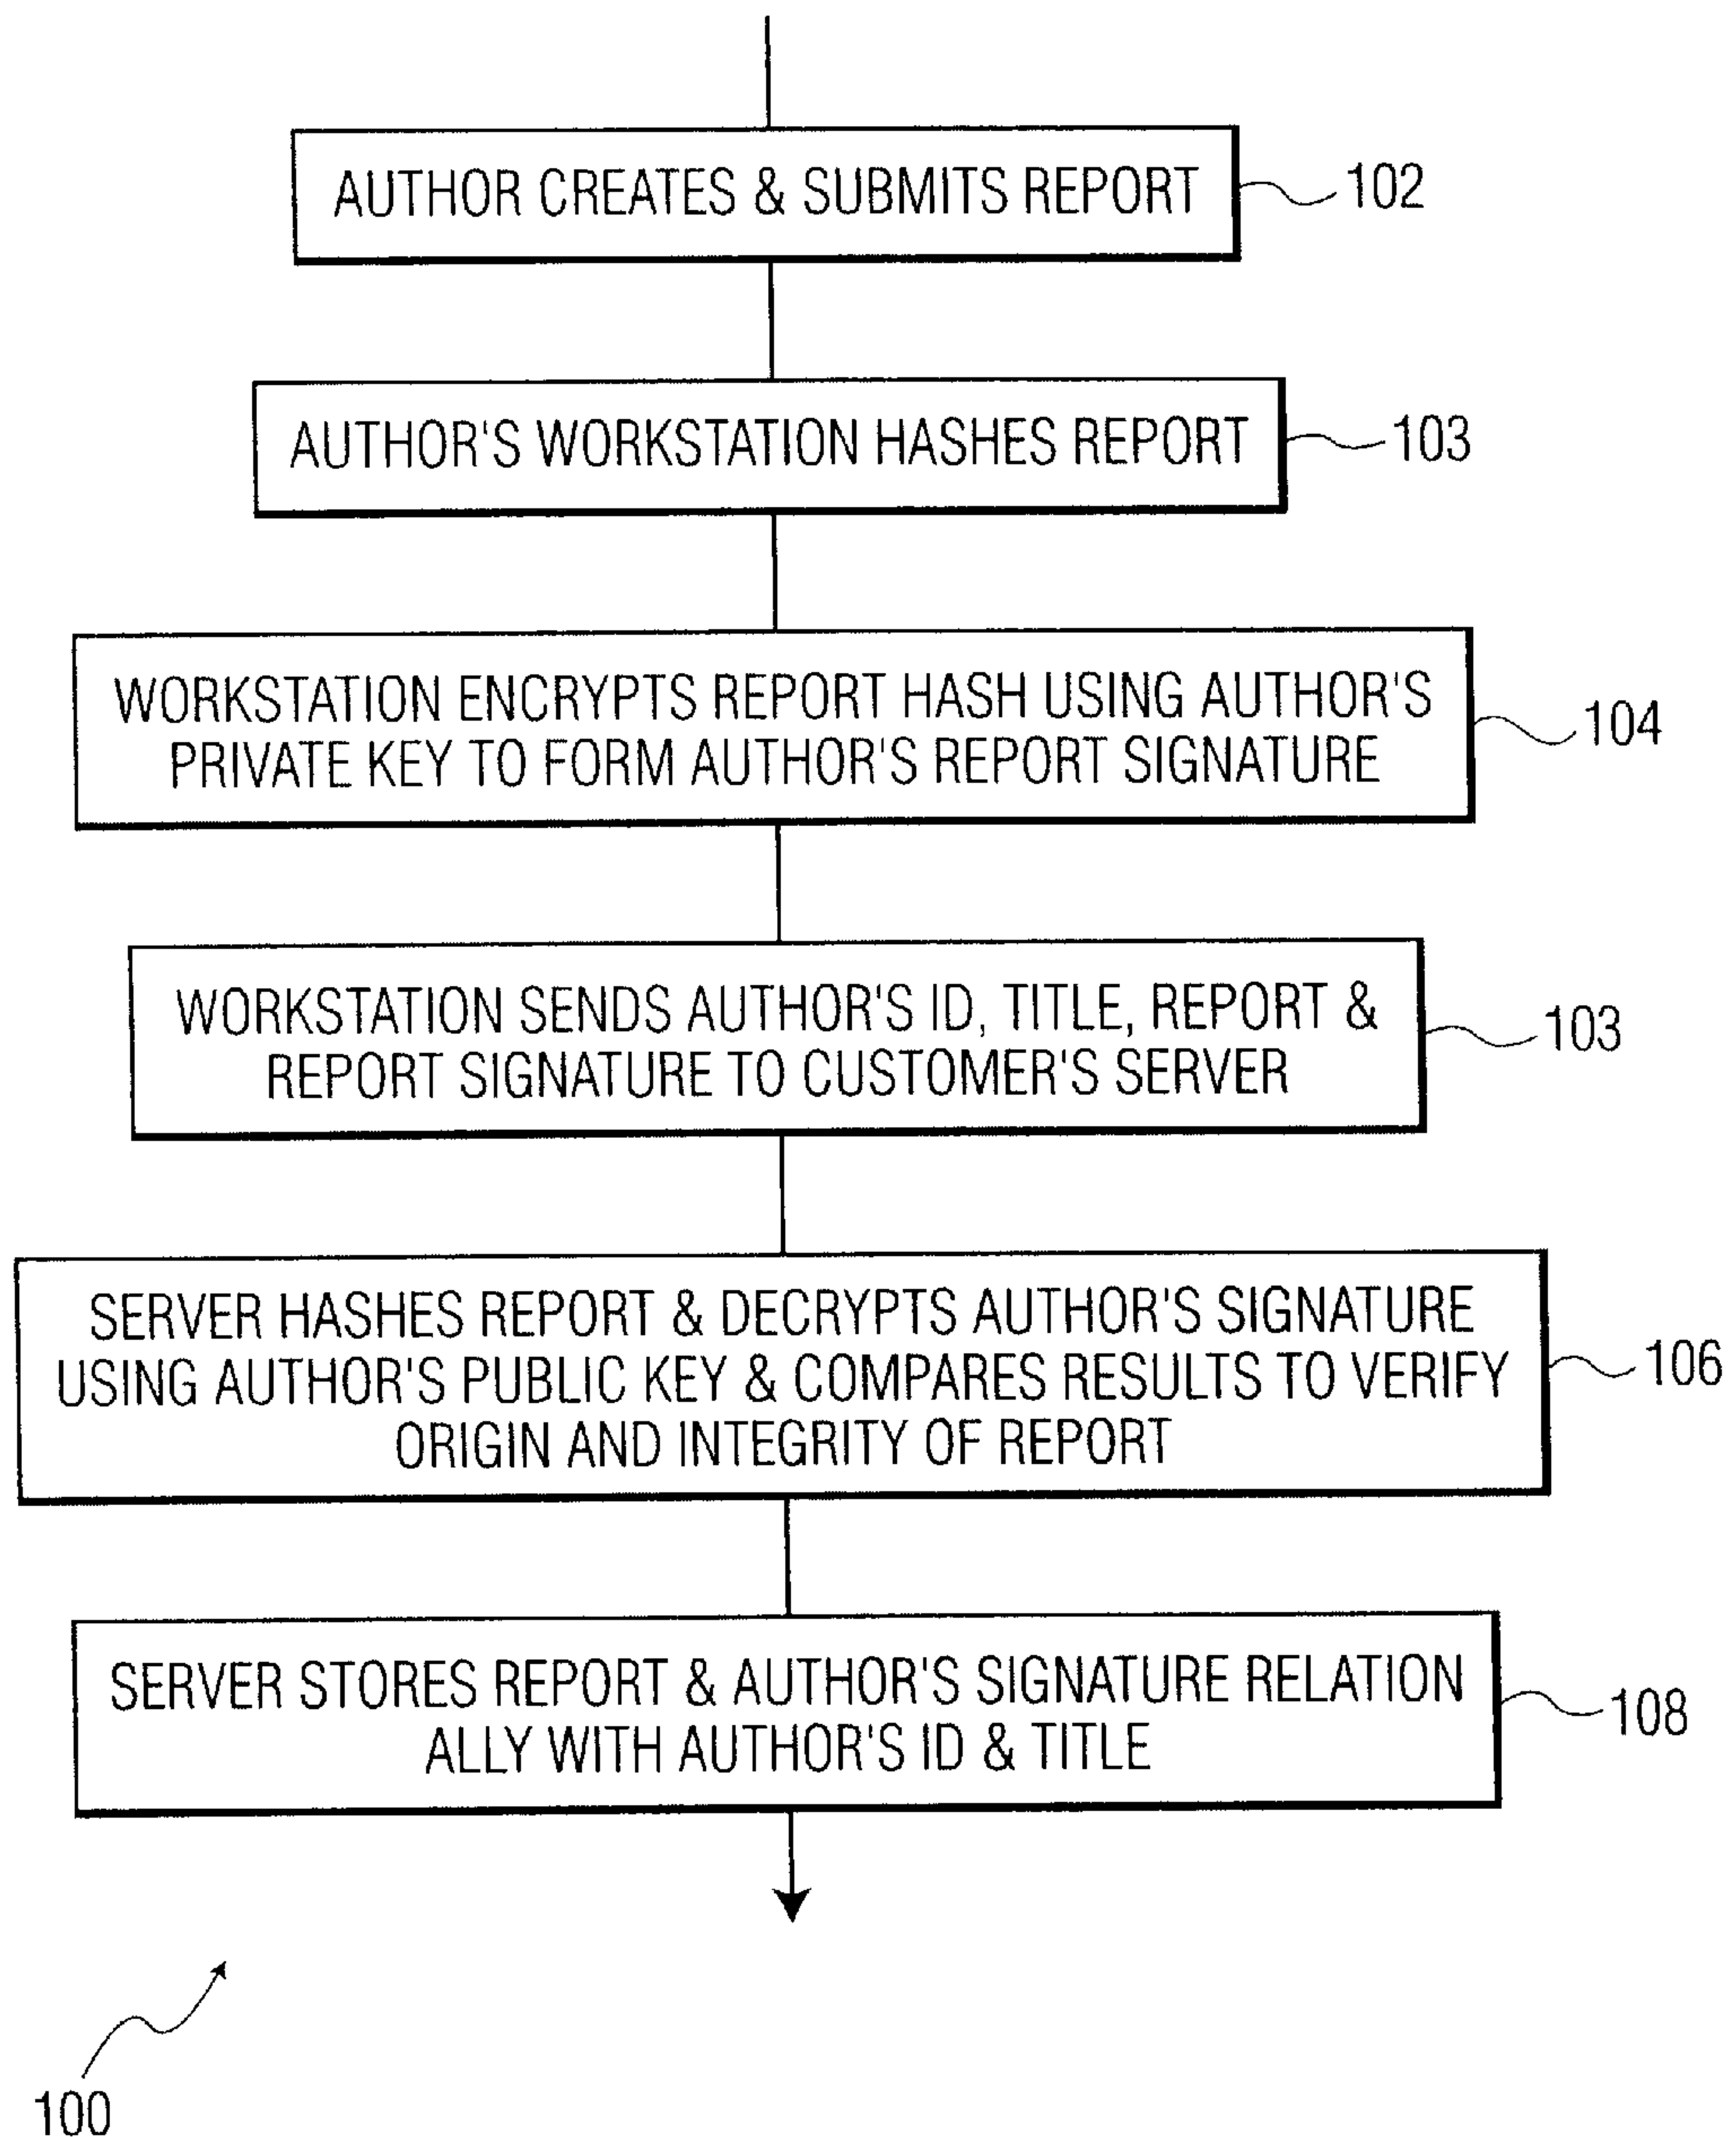 AUTHOR CREATES & SUBMITS REPORT
102
AUTHOR'S WORKSTATION HASHES REPORT
103
WORKSTATION ENCRYPTS REPORT HASH USING AUTHOR'S
PRIVATE KEY TO FORM AUTHOR'S REPORT SIGNATURE
104
WORKSTATION SENDS AUTHOR'S ID, TITLE, REPORT &
REPORT SIGNATURE TO CUSTOMER'S SERVER
103
SERVER HASHES REPORT & DECRYPTS AUTHOR'S SIGNATURE
USING AUTHOR'S PUBLIC KEY & COMPARES RESULTS TO VERIFY
ORIGIN AND INTEGRITY OF REPORT
106
SERVER STORES REPORT & AUTHOR'S SIGNATURE RELATION
ALLY WITH AUTHOR'S ID & TITLE
108
100